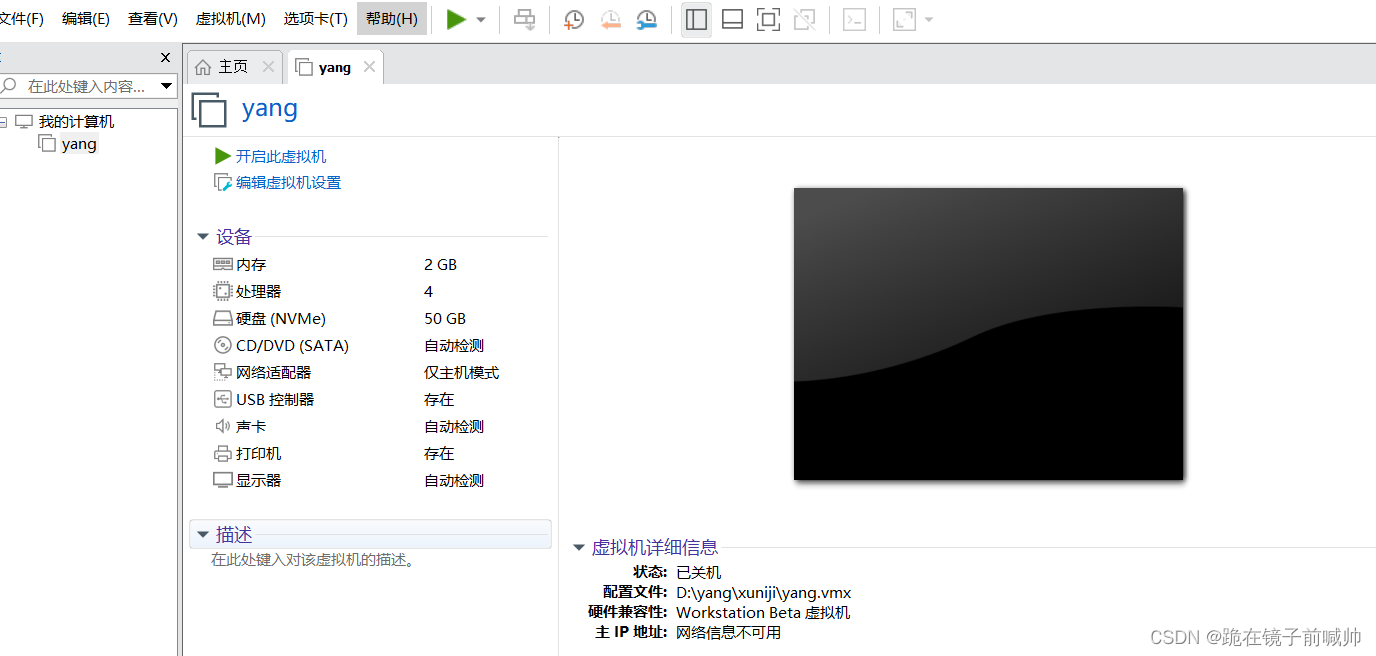 文件(F) 编辑(E) 查看(V) 虚拟机(M) 选项卡(T) 帮助(H)
在此处键入内容...
我的计算机
yang
主页 yang
yang
开启此虚拟机
编辑虚拟机设置
设备
内存 2 GB
处理器 4
硬盘 (NVMe) 50 GB
CD/DVD (SATA) 自动检测
网络适配器 仅主机模式
USB 控制器 存在
声卡 自动检测
打印机 存在
显示器 自动检测
描述
在此处键入对该虚拟机的描述。
虚拟机详细信息
状态: 已关机
配置文件: D:\yang\xuniji\yang.vmx
硬件兼容性: Workstation Beta 虚拟机
主 IP 地址: 网络信息不可用
CSDN @跪在镜子前喊帅